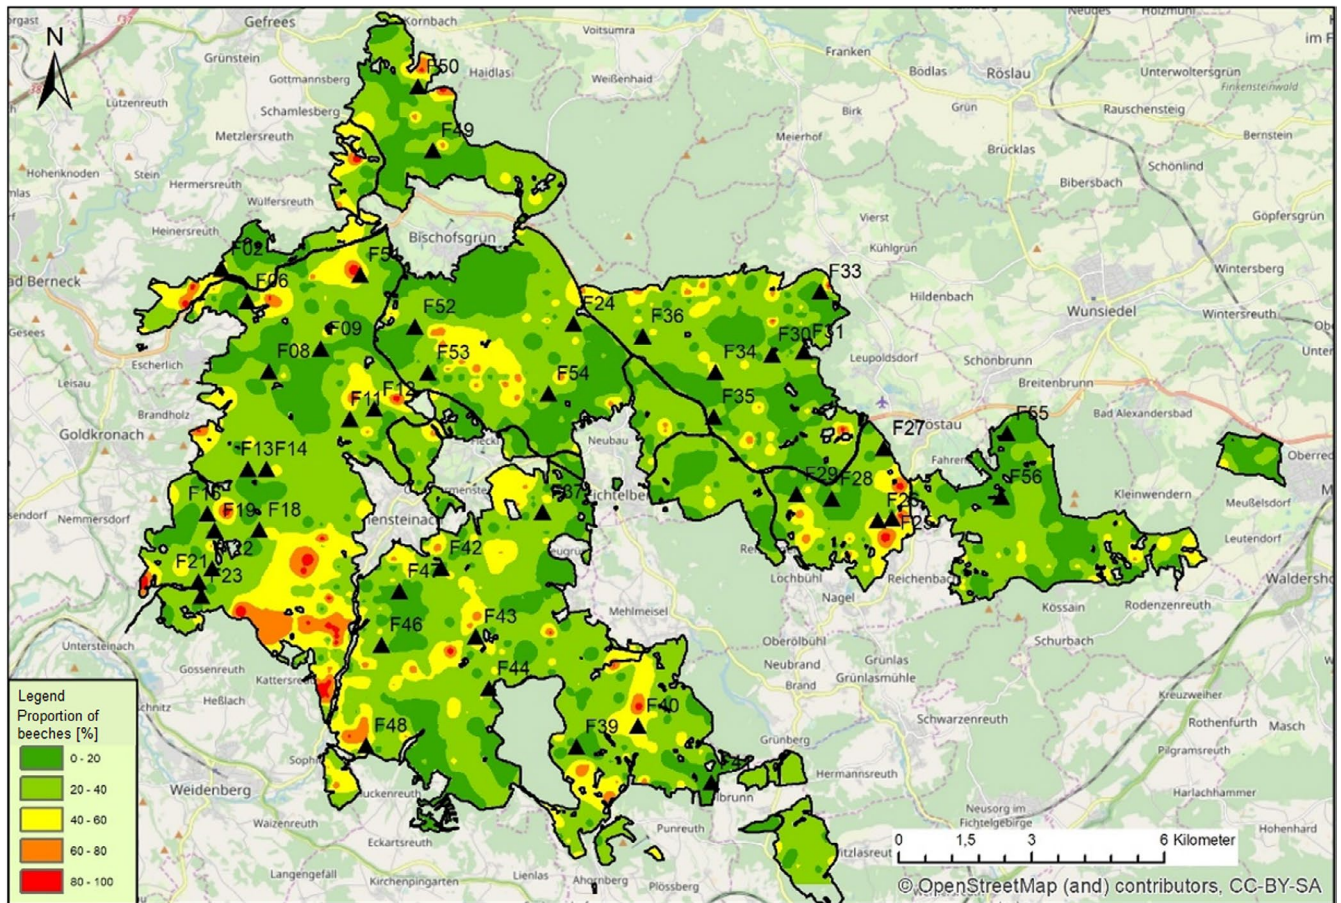 Gefrees
Kornbach
Voitsumra
Neudes
Holzmühl
N
Grünstein
Haidlas
Weißenhaid
Franken
Bödlas
Röslau
Unterwoltersgrün
Gottmannsberg
F50
Finkensteinwald
Lützenreuth
Schamlesberg
Birk
Grün
Rauschensteig
Metzlersreuth
F49
Meierhof
Brücklas
Bernstein
Hohenknoden
Stein
Schönlind
Hermersreuth
Bibersbach
Wülfersreuth
Göpfersgrün
Heinersreuth
Bischofsgrün
Vierst
Kühlgrün
F02
ad Berneck
F06
F33
Wintersberg
Hildenbach
F52
F24
Wunsiedel
Wintersreuth
Gesees
F09
F36
F30
F31
Escherlich
F08
F53
F34
Leupoldsdorf
Schönbrunn
Leisau
F54
Breitenbrunn
Brandholz
F11
F12
F35
Bad Alexandersbad
Goldkronach
F27
F55
Neubau
F13
F14
F29
F28
F56
Kleinwendern
F37
Meußelsdorf
F19
F18
Nemmersdorf
F42
Leutendorf
F21
F23
F47
Lochbühl
Reichenbach
Waldersho
Nagel
Rodenzenreuth
Mehlmeisel
Kössain
F43
Untersteinach
F46
Oberölbühl
Schurbach
Gossenreuth
Neubrand
Grünlas
F44
Brand
Grünlasmühle
Legend
Heßlach
Kreuzweiher
Proportion of
beeches [%]
F40
Schwarzenreuth
Rothenfurth
Masch
F48
F39
Grünberg
0 - 20
Pilgramsreuth
Hermannsreuth
20 - 40
Weidenberg
Harlachhammer
Neusorg im
Fichtelgebirge
40 - 60
Waizenreuth
Punreuth
Hohenhard
0 1,5 3 6 Kilometer
Eckartsreuth
60 - 80
Langengefäll
Lienlas
80 - 100
Kirchenpingarten
Ahornberg
Plössberg
© OpenStreetMap (and) contributors, CC-BY-SA